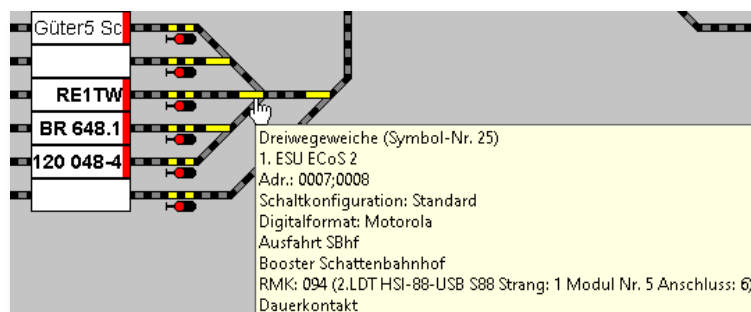 Güter5 Sc
RE1TW
BR 648.1
120 048-4
Dreiwegeweiche (Symbol-Nr. 25)
1. ESU ECoS 2
Adr.: 0007;0008
Schaltkonfiguration: Standard
Digitalformat: Motorola
Ausfahrt SBhf
Booster Schattenbahnhof
RMK: 094 (2.LDT HSI-88-USB S88 Strang: 1 Modul Nr. 5 Anschluss: 6)
Dauerkontakt